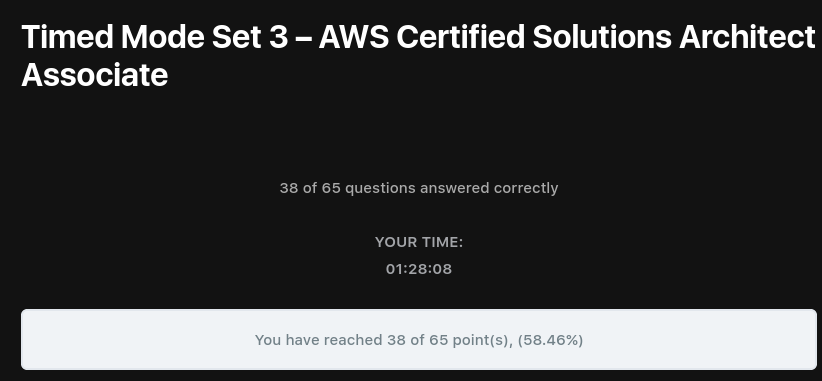 Timed Mode Set 3 – AWS Certified Solutions Architect
Associate
38 of 65 questions answered correctly
YOUR TIME:
01:28:08
You have reached 38 of 65 point(s), (58.46%)